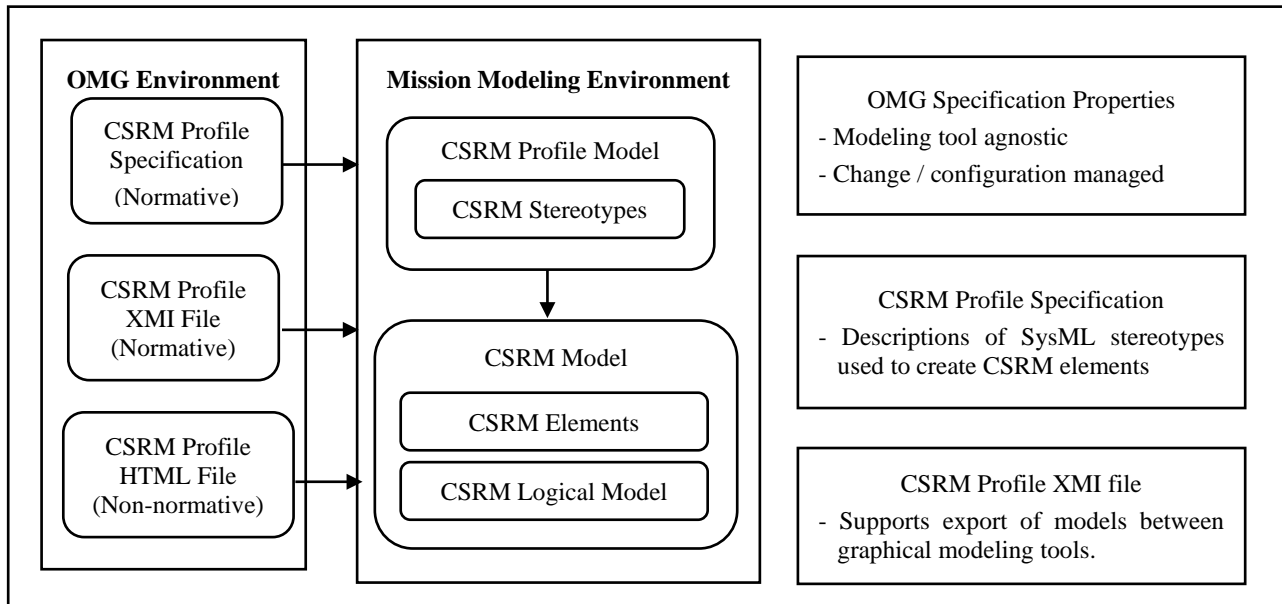 OMG Environment
CSRM Profile
Specification
(Normative)
CSRM Profile
XMI File
(Normative)
CSRM Profile
HTML File
(Non-normative)
Mission Modeling Environment
CSRM Profile Model
CSRM Stereotypes
CSRM Model
CSRM Elements
CSRM Logical Model
OMG Specification Properties
- Modeling tool agnostic
- Change / configuration managed
CSRM Profile Specification
- Descriptions of SysML stereotypes
used to create CSRM elements
CSRM Profile XMI file
- Supports export of models between
graphical modeling tools.